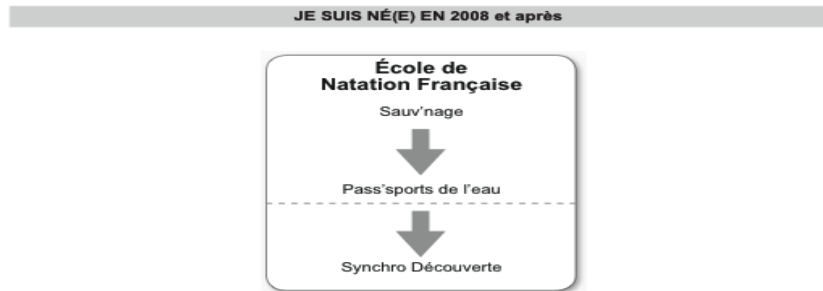 JE SUIS NÉ(E) EN 2008 et après
École de
Natation Française
Sauv'nage
Pass'sports de l'eau
Synchro Découverte